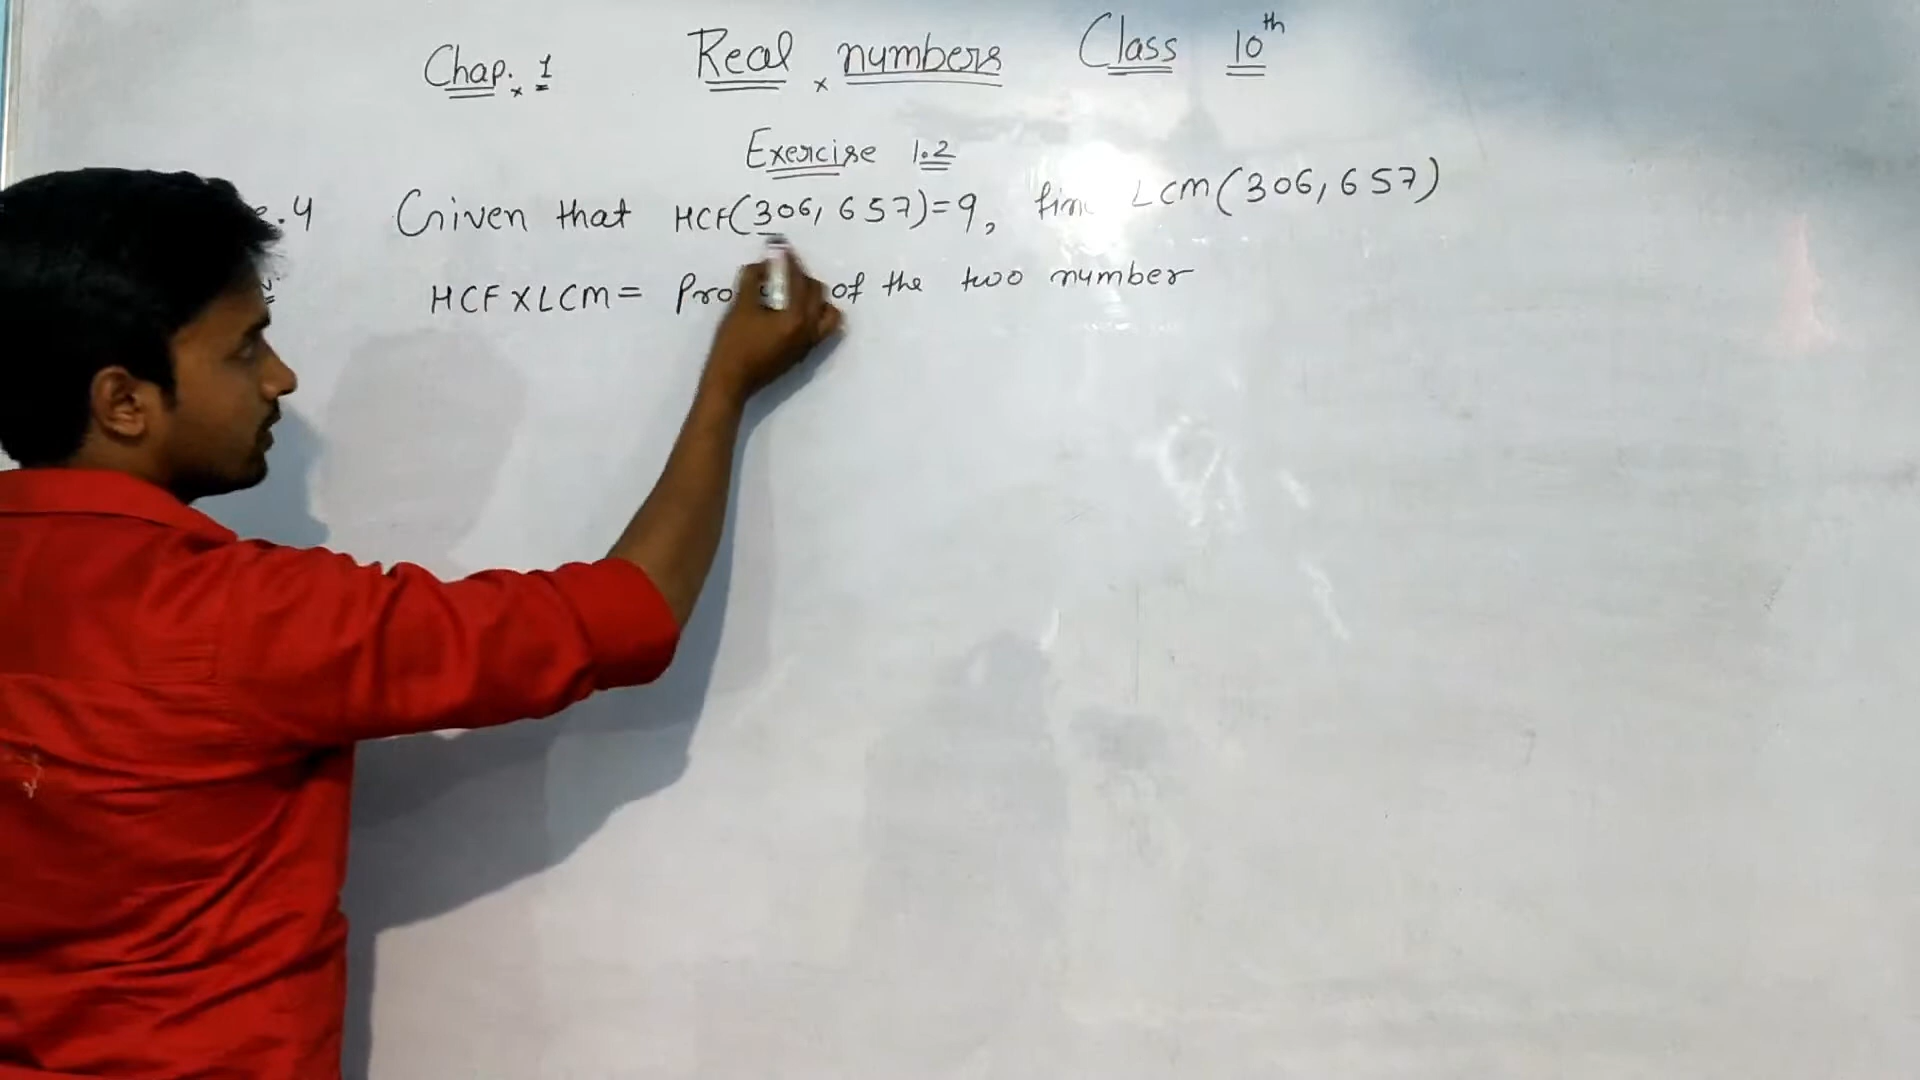 Chap. 1 Real numbers Class 10th
Exercise 1.2
.4 Given that HCF(306, 657)=9, LCM(306, 657)
HCF X LCM = of the two number